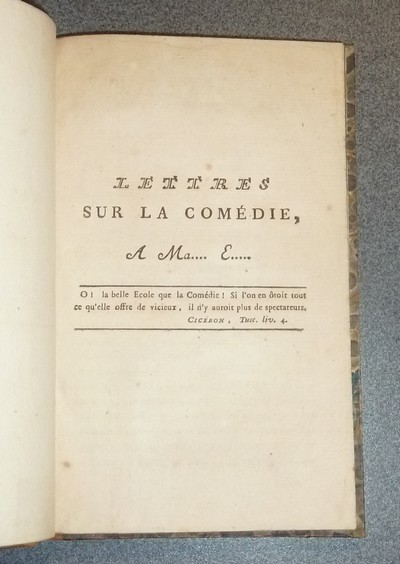 LETTRES
SUR LA COMÉDIE,
A Ma.... E.....
O! la belle Ecole que la Comédie! Si l'on en ôtoit tout
ce qu'elle offre de vicieux, il n'y auroit plus de spectateurs.
CICÉRON, Tusc. liv. 4.